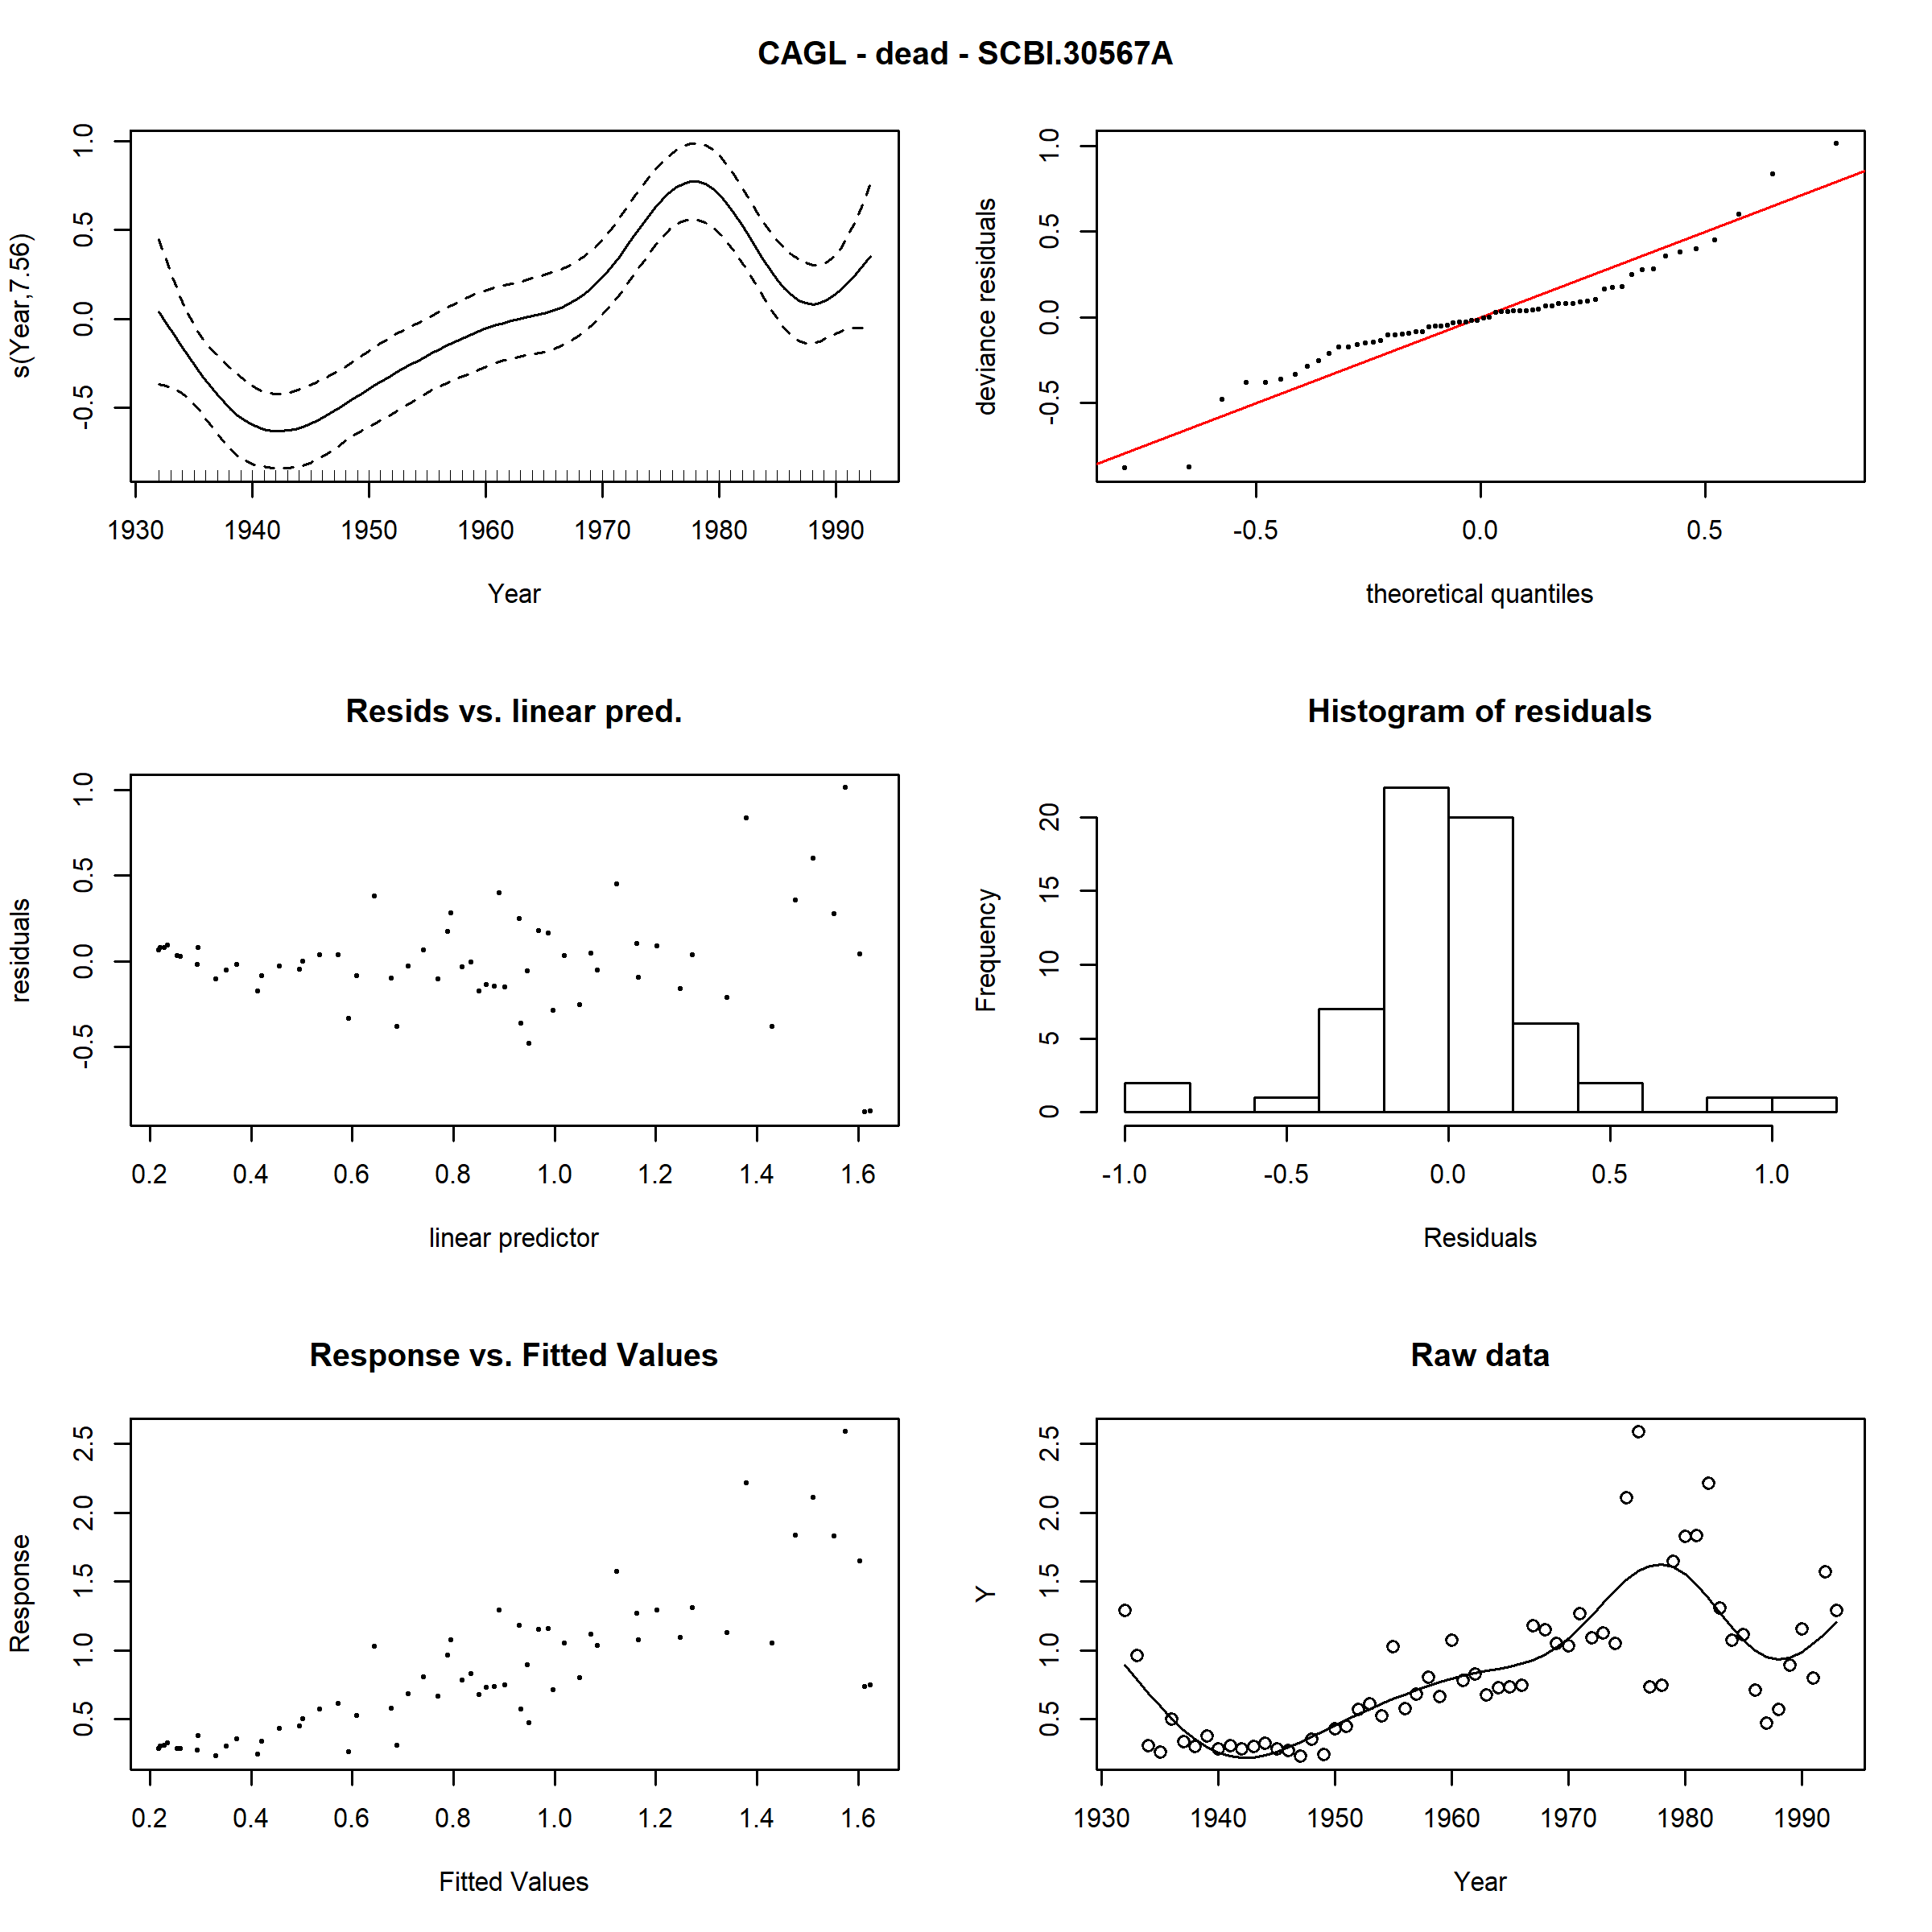 CAGL - dead - SCBI.30567A
s(Year,7.56)
1.0
0.5
0.0
-0.5
1930 1940 1950 1960 1970 1980 1990
Year
deviance residuals
1.0
0.5
0.0
-0.5
-0.5 0.0 0.5
theoretical quantiles
Resids vs. linear pred.
residuals
1.0
0.5
0.0
-0.5
0.2 0.4 0.6 0.8 1.0 1.2 1.4 1.6
linear predictor
Histogram of residuals
Frequency
20
15
10
5
0
-1.0 -0.5 0.0 0.5 1.0
Residuals
Response vs. Fitted Values
Response
2.5
2.0
1.5
1.0
0.5
0.2 0.4 0.6 0.8 1.0 1.2 1.4 1.6
Fitted Values
Raw data
Y
2.5
2.0
1.5
1.0
0.5
1930 1940 1950 1960 1970 1980 1990
Year